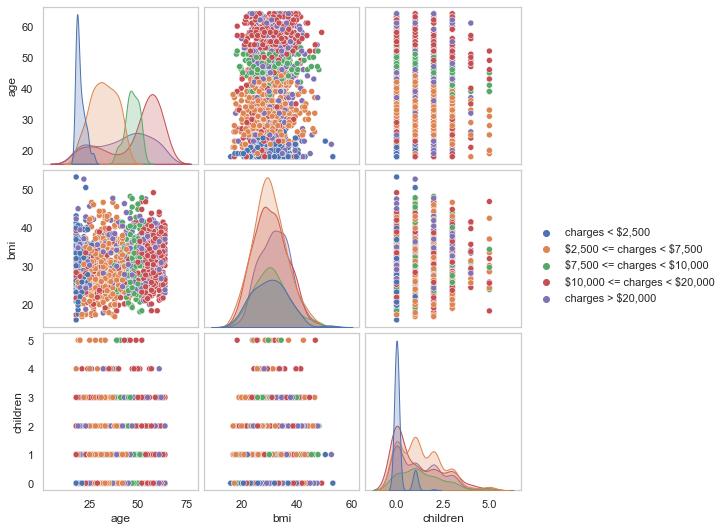 60
50
40
30
20
age
50
40
30
20
bmi
charges < $2,500
$2,500 <= charges < $7,500
$7,500 <= charges < $10,000
$10,000 <= charges < $20,000
charges > $20,000
5
4
3
2
1
0
children
25 50 75
20 40 60
0.0 2.5 5.0
age
bmi
children